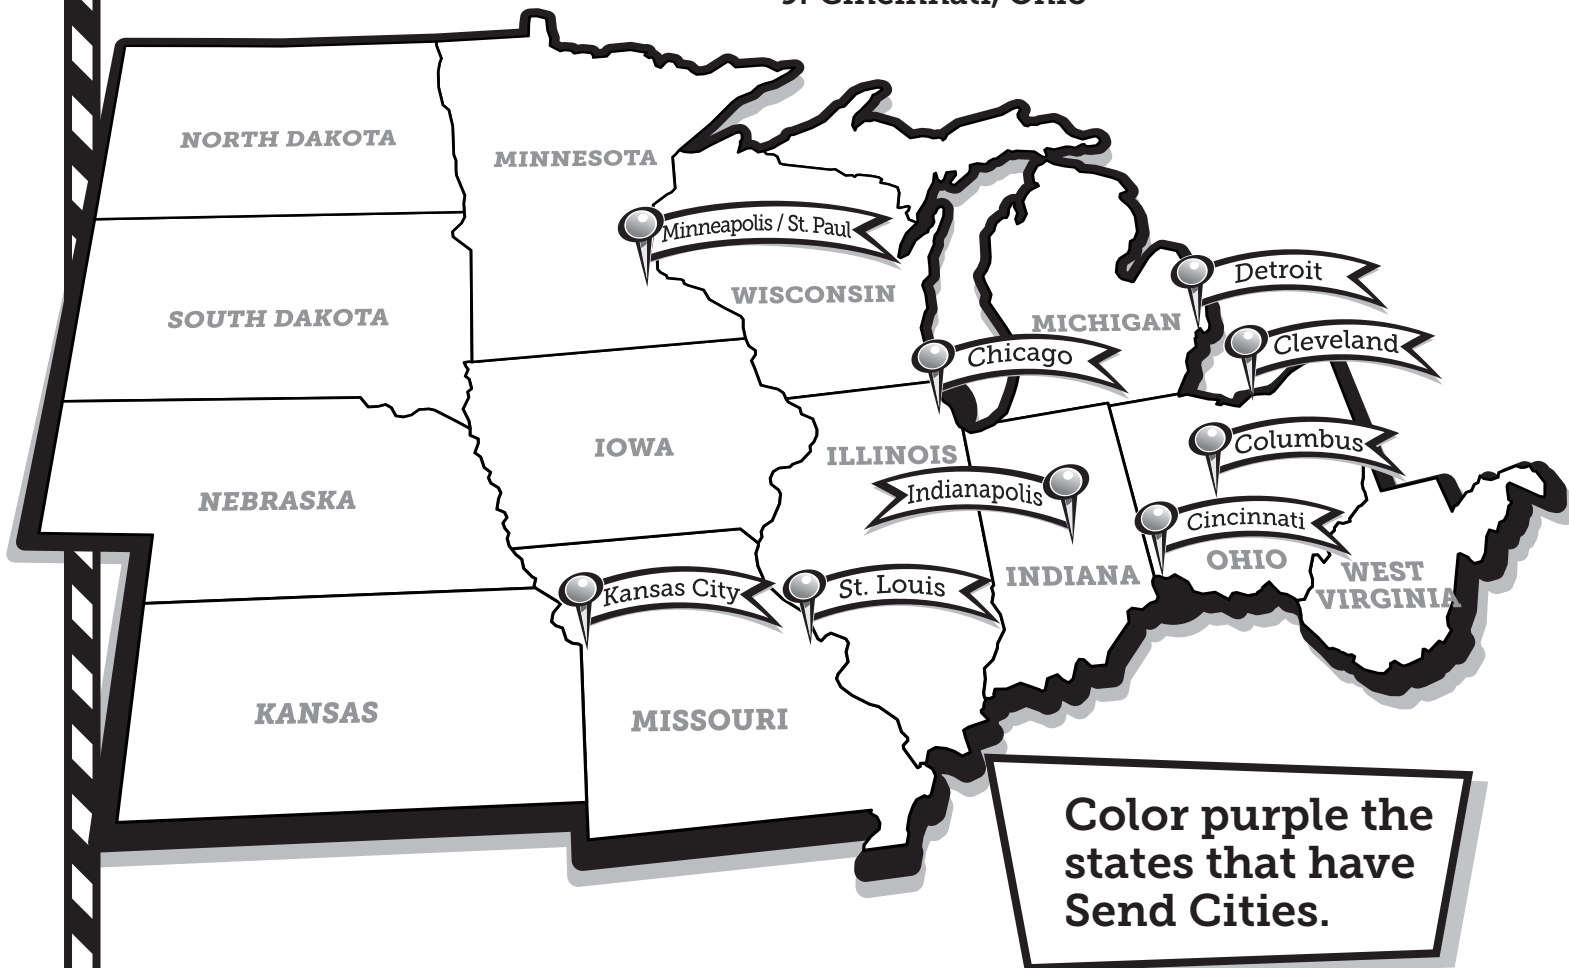 9. Cincinnati, Ohio
NORTH DAKOTA
MINNESOTA
Minneapolis / St. Paul
Detroit
WISCONSIN
SOUTH DAKOTA
MICHIGAN
Cleveland
Chicago
Columbus
IOWA
ILLINOIS
NEBRASKA
Indianapolis
Cincinnati
OHIO
INDIANA
WEST
VIRGINIA
Kansas City
St. Louis
KANSAS
MISSOURI
Color purple the
states that have
Send Cities.